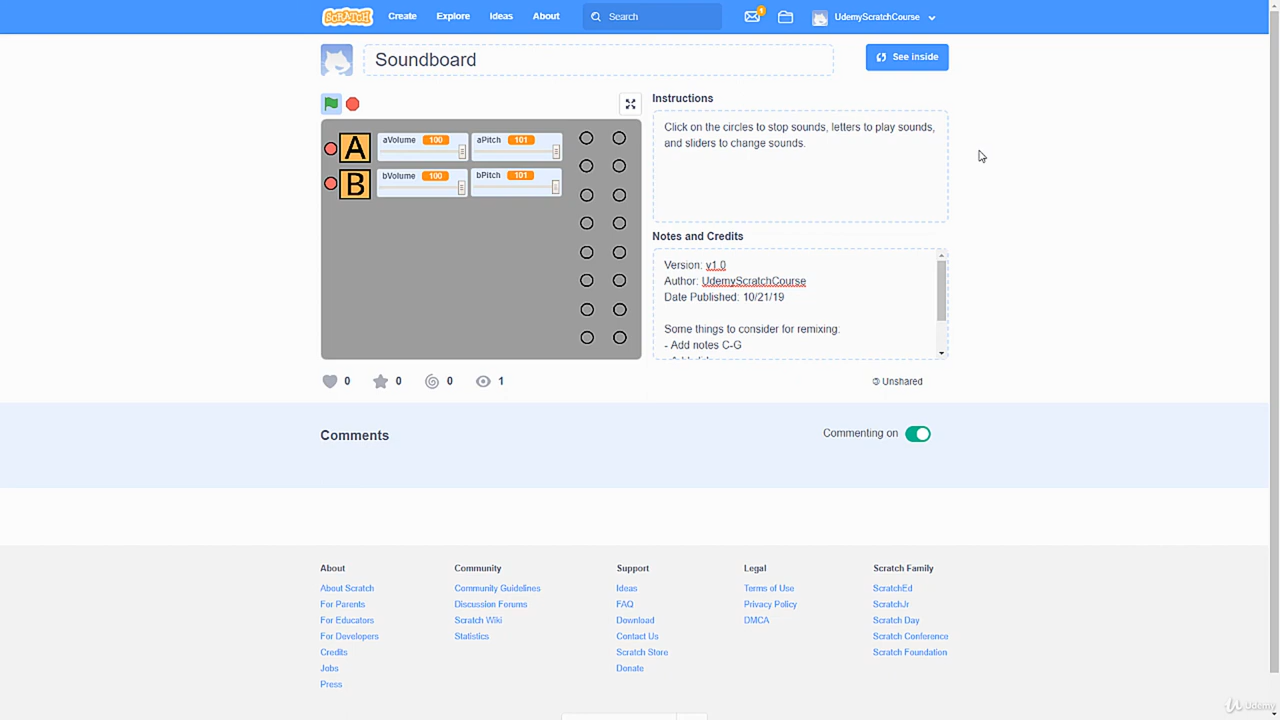 SCRATCH Create Explore Ideas About Search 1 UdemyScratchCourse
Soundboard
See inside
Instructions
Click on the circles to stop sounds, letters to play sounds,
and sliders to change sounds.
A aVolume 100 aPitch 101
B bVolume 100 bPitch 101
Notes and Credits
Version: v1.0
Author: UdemyScratchCourse
Date Published: 10/21/19
Some things to consider for remixing:
- Add notes C-G
0 0 0 1
Unshared
Comments
Commenting on
About
About Scratch
For Parents
For Educators
For Developers
Credits
Jobs
Press
Community
Community Guidelines
Discussion Forums
Scratch Wiki
Statistics
Support
Ideas
FAQ
Download
Contact Us
Scratch Store
Donate
Legal
Terms of Use
Privacy Policy
DMCA
Scratch Family
ScratchEd
ScratchJr
Scratch Day
Scratch Conference
Scratch Foundation
Udemy